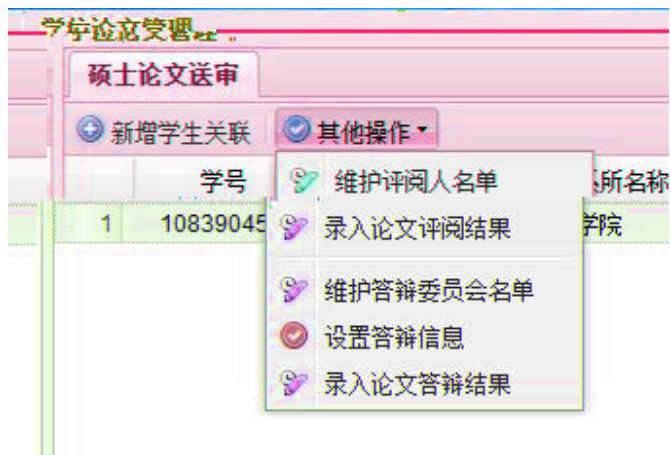 硕士论文送审
新增学生关联 其他操作
学号 所名称
1 10839045 学院
维护评阅人名单
录入论文评阅结果
维护答辩委员会名单
设置答辩信息
录入论文答辩结果